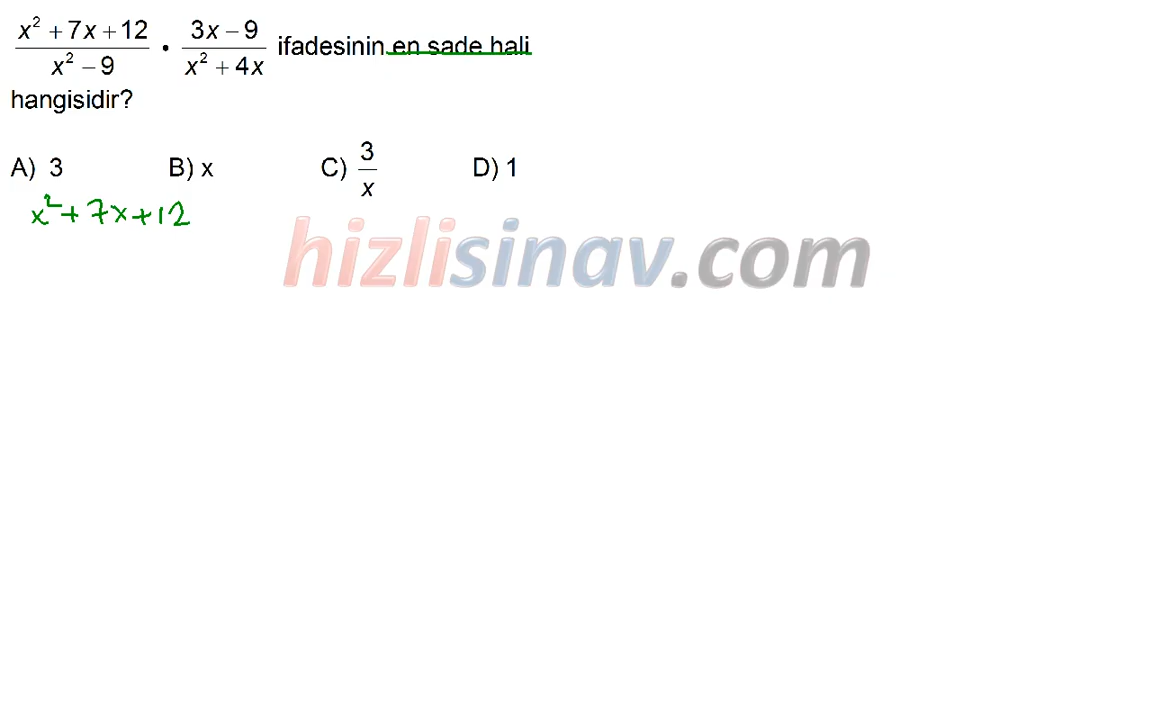 x² + 7x + 12 / x² − 9 • 3x − 9 / x² + 4x ifadesinin en sade hali
hangisidir?
A) 3 B) x C) 3/x D) 1
x² + 7x + 12
hizlisinav.com